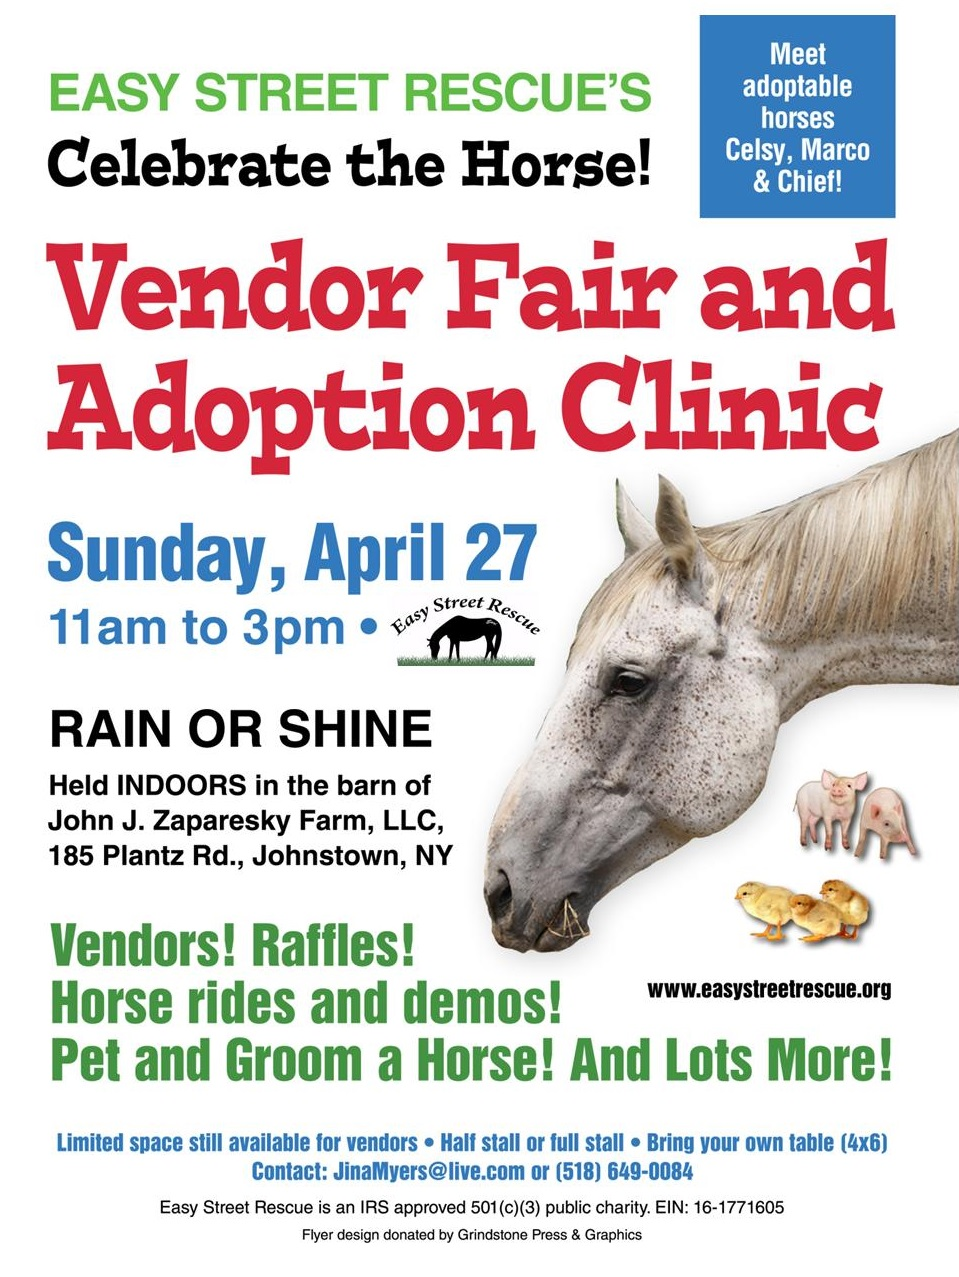 EASY STREET RESCUE'S
Celebrate the Horse!
Meet
adoptable
horses
Celsy, Marco
& Chief!
Vendor Fair and
Adoption Clinic
Sunday, April 27
11am to 3pm •
Easy Street Rescue
RAIN OR SHINE
Held INDOORS in the barn of
John J. Zaparesky Farm, LLC,
185 Plantz Rd., Johnstown, NY
Vendors! Raffles!
Horse rides and demos!
Pet and Groom a Horse! And Lots More!
www.easystreetrescue.org
Limited space still available for vendors • Half stall or full stall • Bring your own table (4x6)
Contact: JinaMyers@live.com or (518) 649-0084
Easy Street Rescue is an IRS approved 501(c)(3) public charity. EIN: 16-1771605
Flyer design donated by Grindstone Press & Graphics